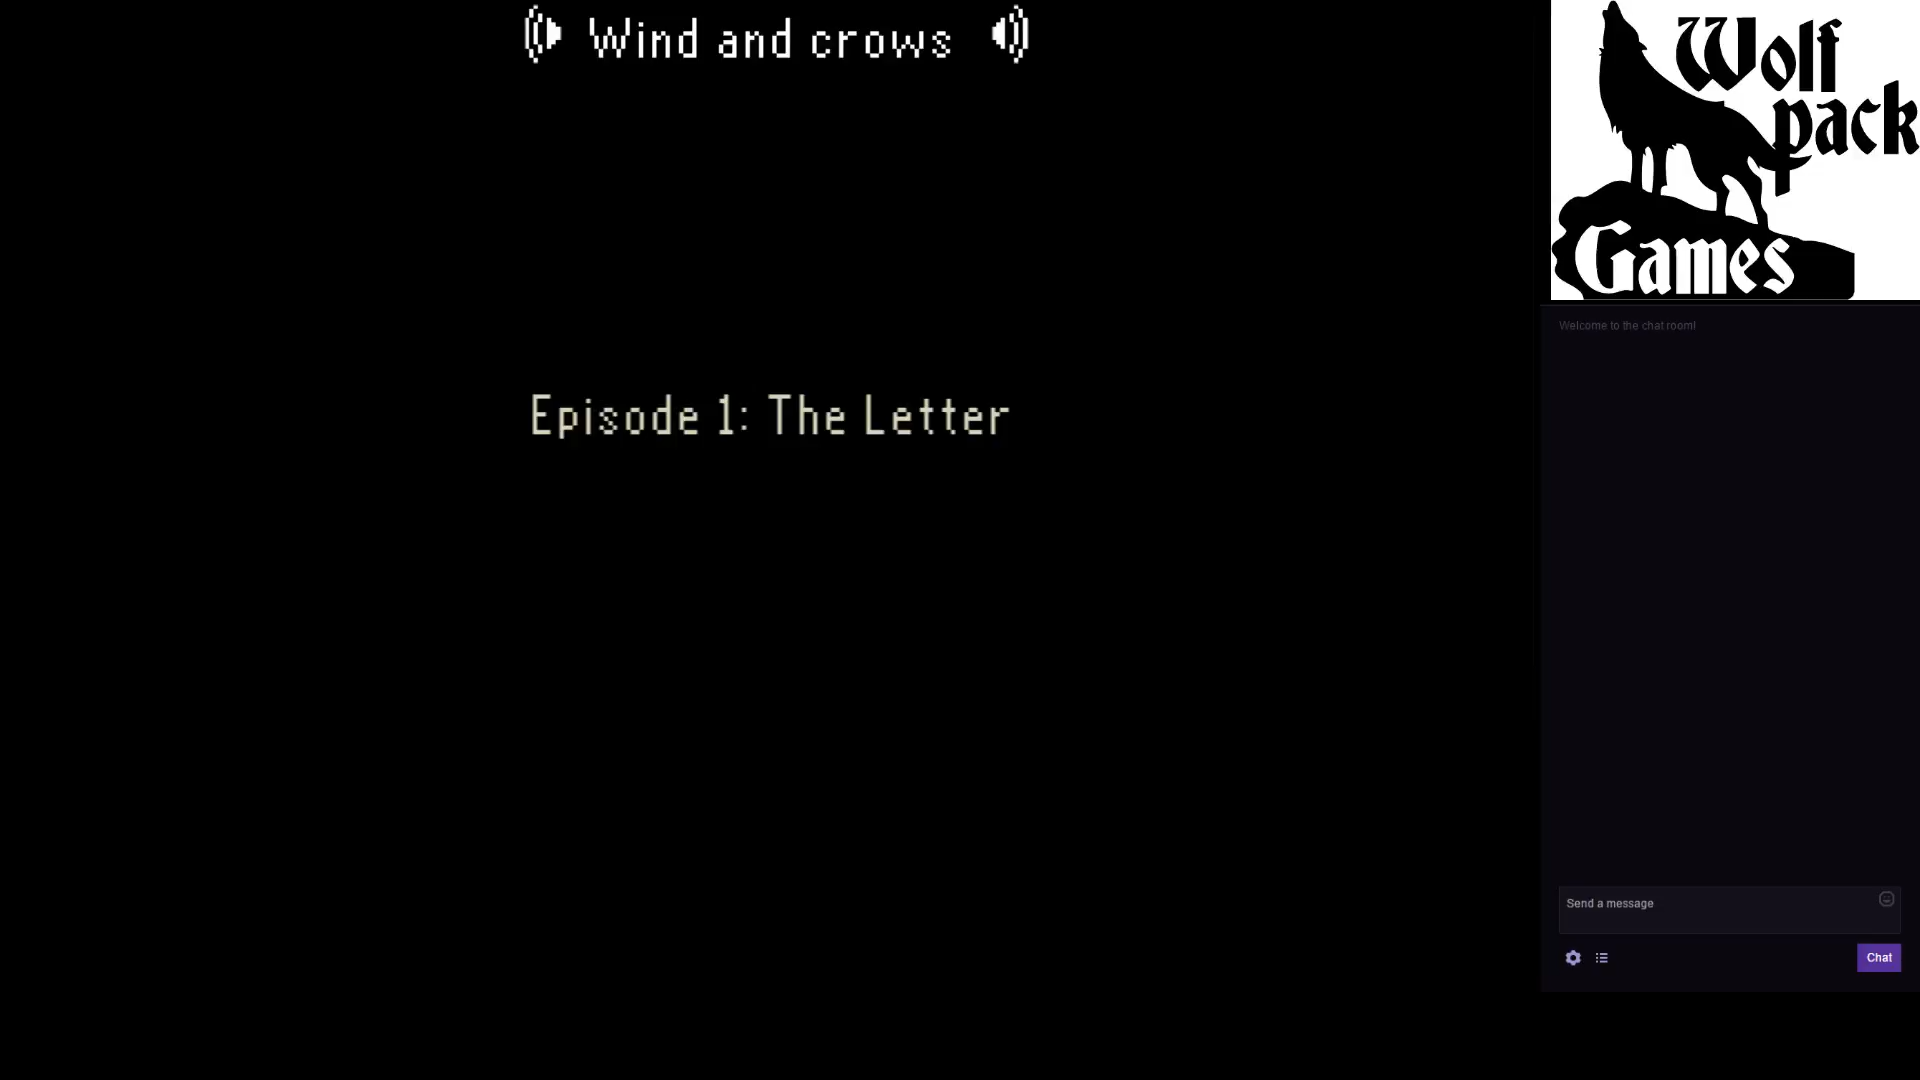 Wind and crows
Episode 1: The Letter
Wolf
pack
Games
Welcome to the chat room!
Send a message
Chat